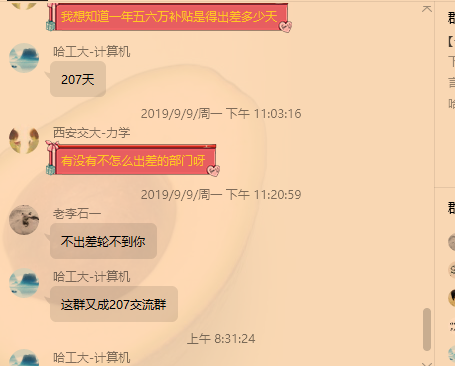 我想知道一年五六万补贴是得出差多少天
哈工大-计算机
207天
2019/9/9/周一 下午 11:03:16
西安交大-力学
有没有不怎么出差的部门呀
2019/9/9/周一 下午 11:20:59
老李石一
不出差轮不到你
哈工大-计算机
这群又成207交流群
上午 8:31:24
哈工大-计算机